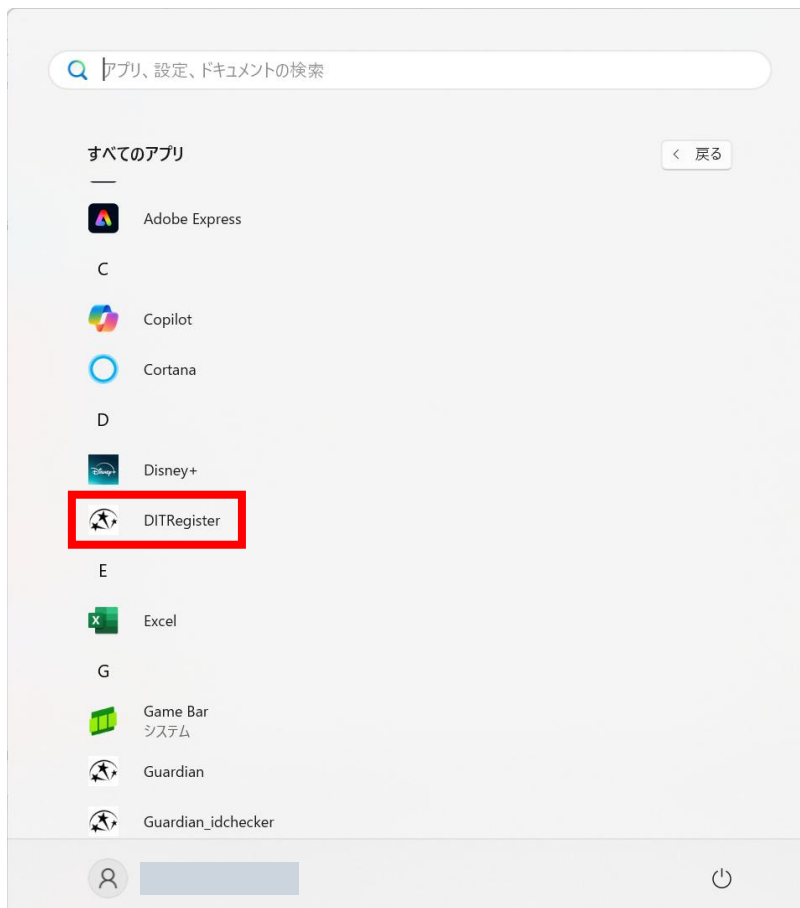 アプリ、設定、ドキュメントの検索
すべてのアプリ
戻る
Adobe Express
C
Copilot
Cortana
D
Disney+
Disney+
DITRegister
E
X
Excel
G
Game Bar
システム
Guardian
Guardian_idchecker